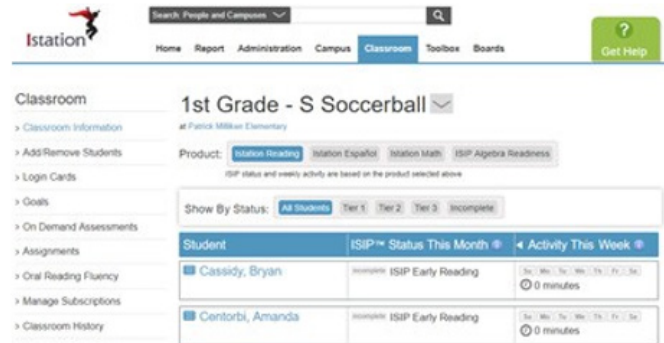 Istation
Search: People and Campuses
Home Report Administration Campus Classroom Toolbox Boards
?
Get Help
Classroom
> Classroom Information
> Add/Remove Students
> Login Cards
> Goals
> On Demand Assessments
> Assignments
> Oral Reading Fluency
> Manage Subscriptions
> Classroom History
1st Grade - S Soccerball
at Patrick Milliken Elementary
Product: Istation Reading Istation Español Istation Math ISIP Algebra Readiness
ISIP status and weekly activity are based on the product selected above
Show By Status: All Students Tier 1 Tier 2 Tier 3 Incomplete
Student ISIP™ Status This Month Activity This Week
Cassidy, Bryan Incomplete ISIP Early Reading Su Mo Tu We Th Fr Sa
0 minutes
Centorbi, Amanda Incomplete ISIP Early Reading Su Mo Tu We Th Fr Sa
0 minutes